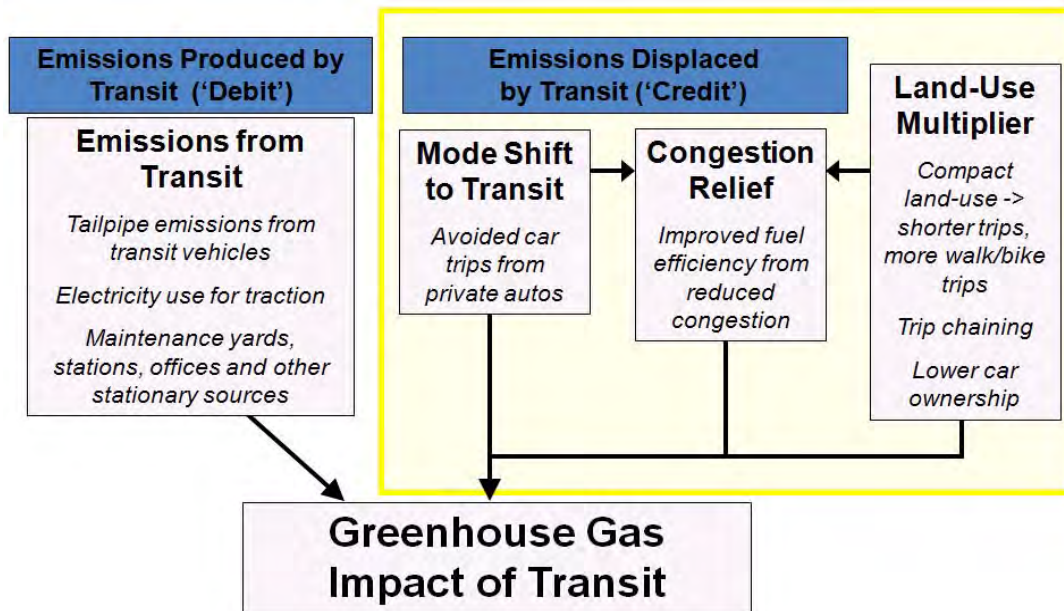 Emissions Produced by
Transit (‘Debit’)
Emissions from
Transit
Tailpipe emissions from
transit vehicles
Electricity use for traction
Maintenance yards,
stations, offices and other
stationary sources
Emissions Displaced
by Transit (‘Credit’)
Mode Shift
to Transit
Avoided car
trips from
private autos
Congestion
Relief
Improved fuel
efficiency from
reduced
congestion
Land-Use
Multiplier
Compact
land-use ->
shorter trips,
more walk/bike
trips
Trip chaining
Lower car
ownership
Greenhouse Gas
Impact of Transit